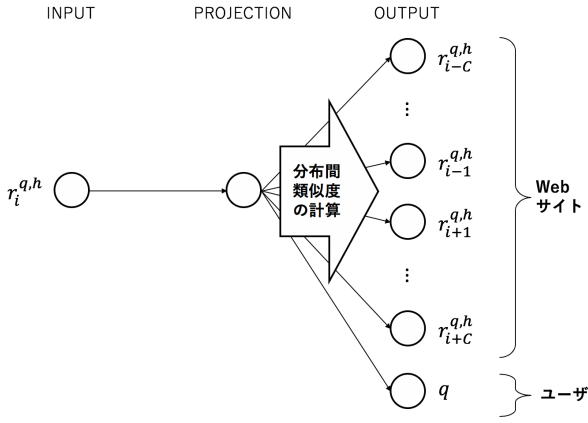 INPUT PROJECTION OUTPUT
r_{i-C}^{q,h}
⋮
r_{i-1}^{q,h}
分布間
類似度
の計算
r_i^{q,h}
Web
サイト
r_{i+1}^{q,h}
⋮
r_{i+C}^{q,h}
q
ユーザ